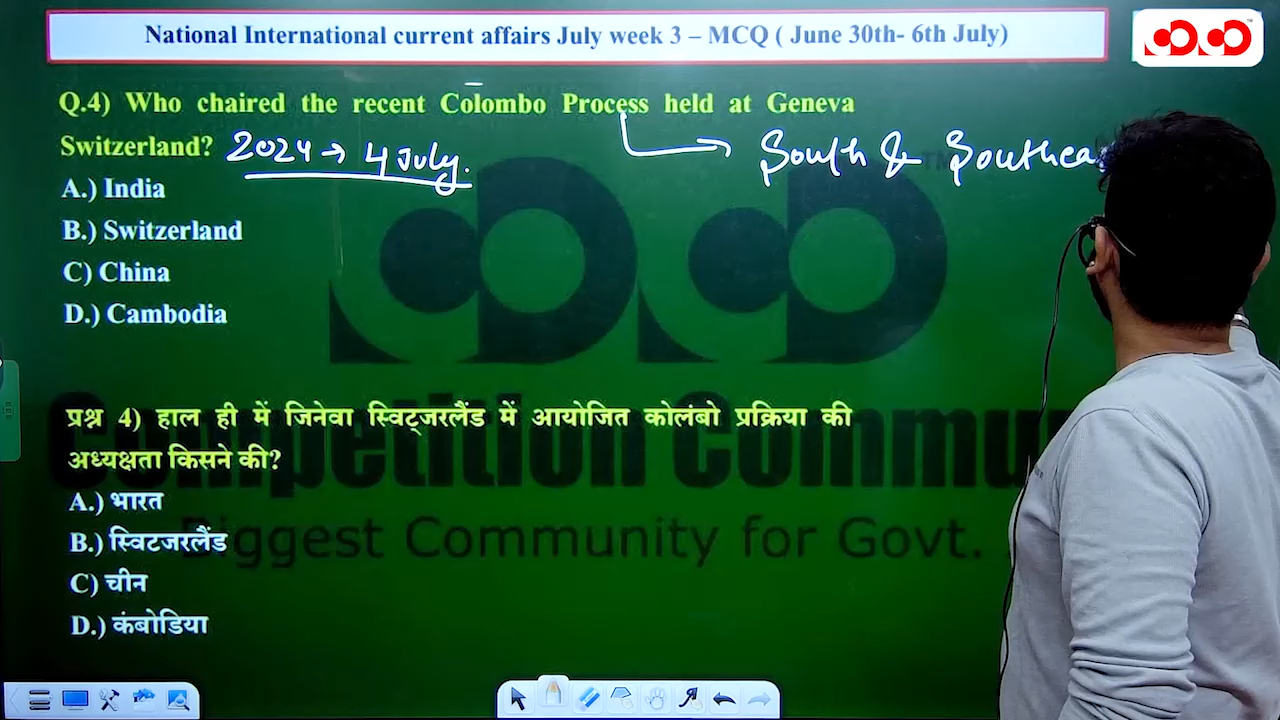 National International current affairs July week 3 – MCQ ( June 30th- 6th July)
Q.4) Who chaired the recent Colombo Process held at Geneva
Switzerland? 2024 → 4 July.
South & Southea
A.) India
B.) Switzerland
C) China
D.) Cambodia
प्रश्न 4) हाल ही में जिनेवा स्विट्जरलैंड में आयोजित कोलंबो प्रक्रिया की
अध्यक्षता किसने की?
A.) भारत
B.) स्विटजरलैंड
C) चीन
D.) कंबोडिया
Competition Commu
Biggest Community for Govt.